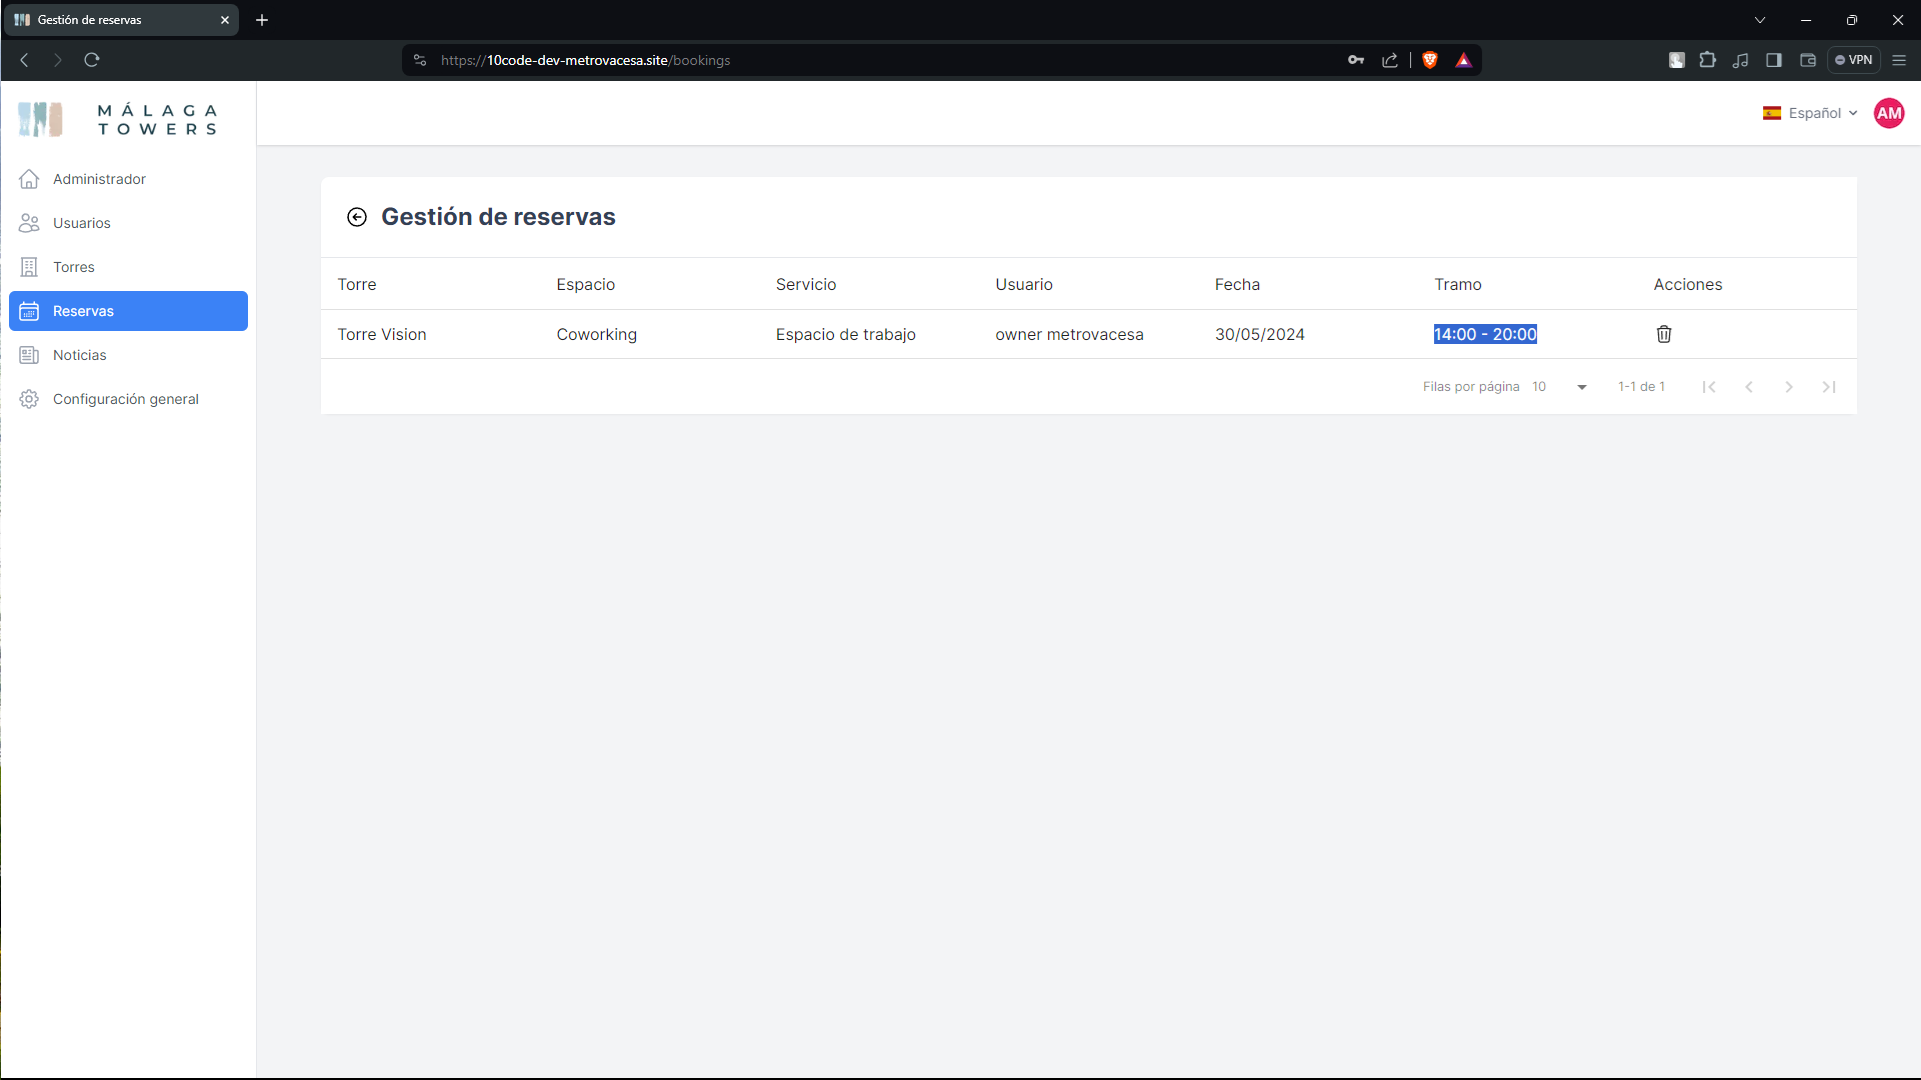 Gestión de reservas
https://10code-dev-metrovacesa.site/bookings
VPN
MÁLAGA
TOWERS
Español
AM
Administrador
Usuarios
Torres
Reservas
Noticias
Configuración general
Gestión de reservas
Torre Espacio Servicio Usuario Fecha Tramo Acciones
Torre Vision Coworking Espacio de trabajo owner metrovacesa 30/05/2024 14:00 - 20:00
Filas por página 10 1-1 de 1